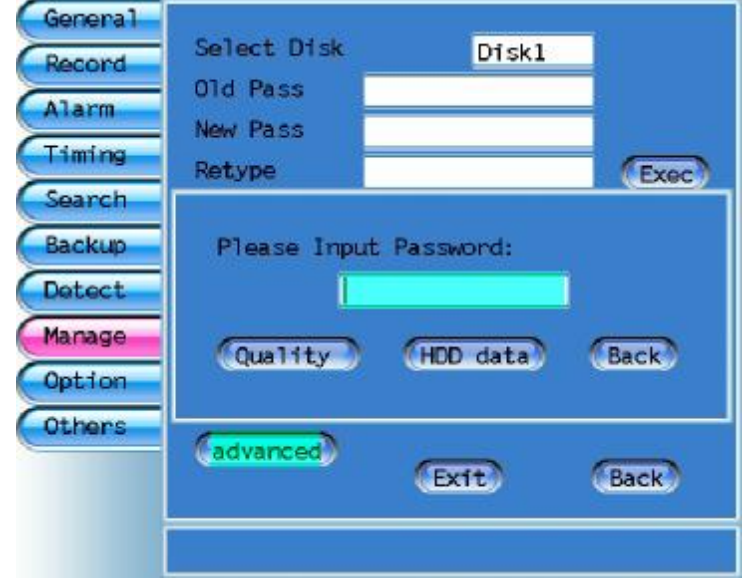 General
Record
Alarm
Timing
Search
Backup
Detect
Manage
Option
Others
Select Disk Disk1
Old Pass
New Pass
Retype Exec
Please Input Password:
Quality HDD data Back
advanced
Exit Back